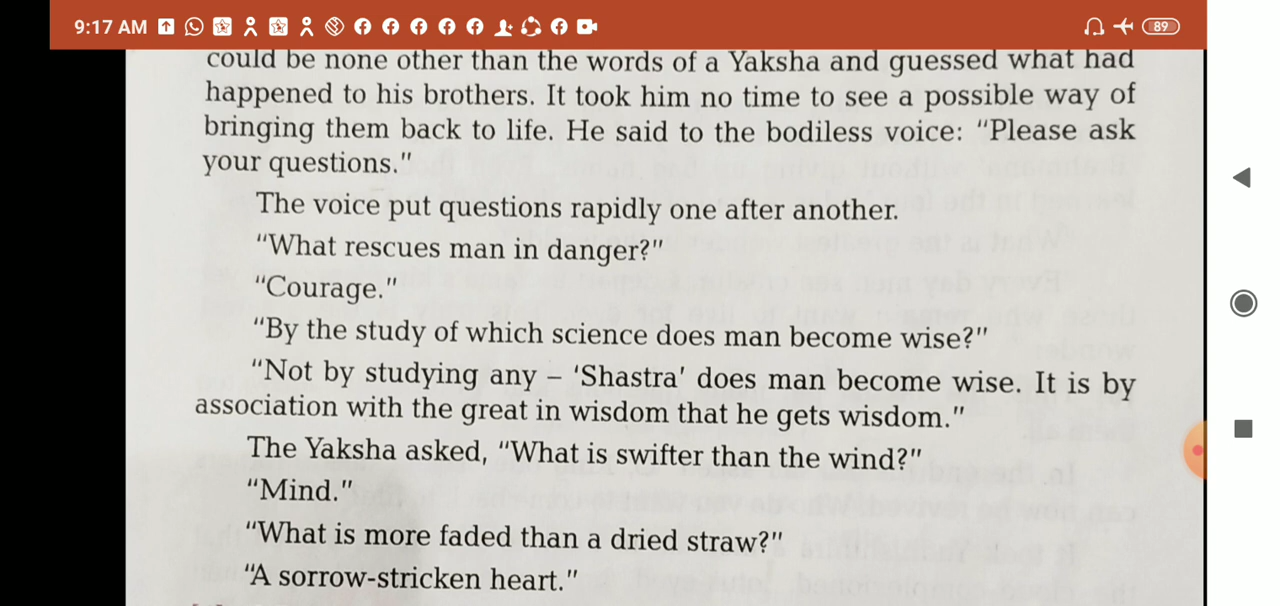 9:17 AM
89
could be none other than the words of a Yaksha and guessed what had
happened to his brothers. It took him no time to see a possible way of
bringing them back to life. He said to the bodiless voice: “Please ask
your questions."
The voice put questions rapidly one after another.
“What rescues man in danger?"
“Courage."
“By the study of which science does man become wise?"
“Not by studying any – ‘Shastra’ does man become wise. It is by
association with the great in wisdom that he gets wisdom."
The Yaksha asked, “What is swifter than the wind?"
“Mind."
“What is more faded than a dried straw?"
“A sorrow-stricken heart."